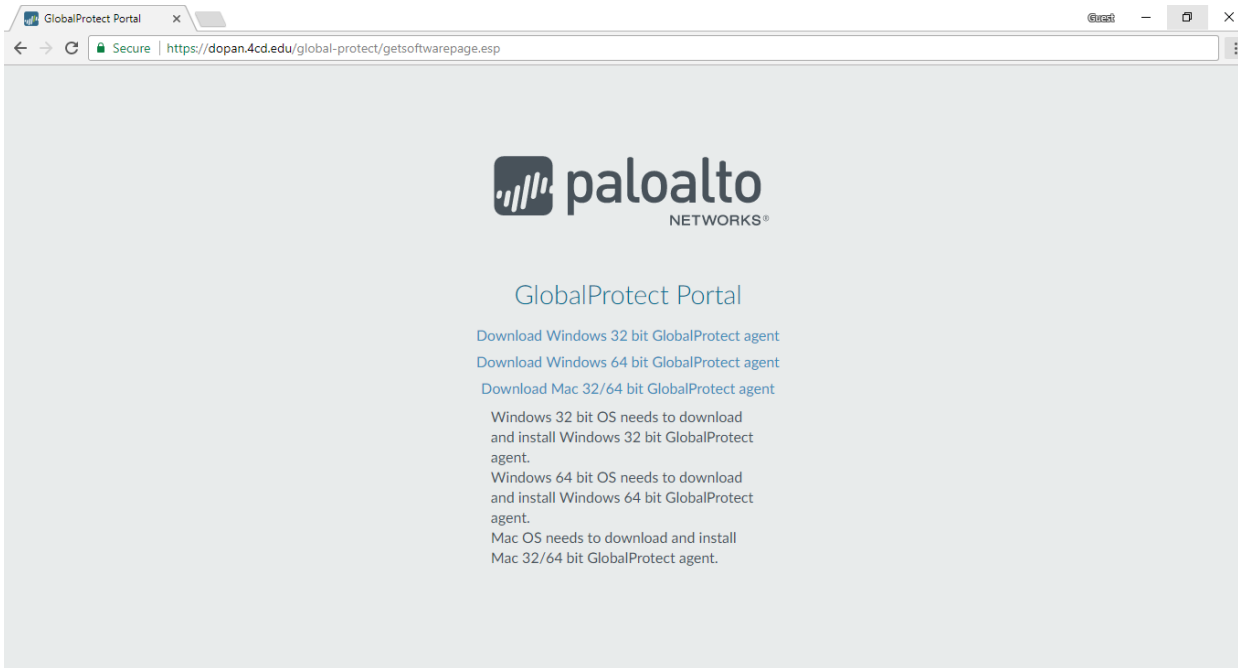 GlobalProtect Portal
Guest
Secure | https://dopan.4cd.edu/global-protect/getsoftwarepage.esp
paloalto
NETWORKS®
GlobalProtect Portal
Download Windows 32 bit GlobalProtect agent
Download Windows 64 bit GlobalProtect agent
Download Mac 32/64 bit GlobalProtect agent
Windows 32 bit OS needs to download
and install Windows 32 bit GlobalProtect
agent.
Windows 64 bit OS needs to download
and install Windows 64 bit GlobalProtect
agent.
Mac OS needs to download and install
Mac 32/64 bit GlobalProtect agent.